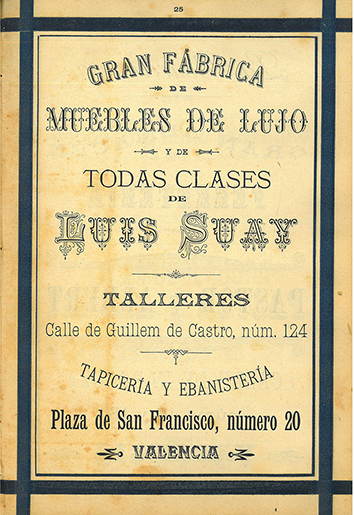 25
GRAN FÁBRICA
DE
MUEBLES DE LUJO
Y DE
TODAS CLASES
DE
LUIS SUAY
TALLERES
Calle de Guillem de Castro, núm. 124
TAPICERÍA Y EBANISTERÍA
Plaza de San Francisco, número 20
VALENCIA